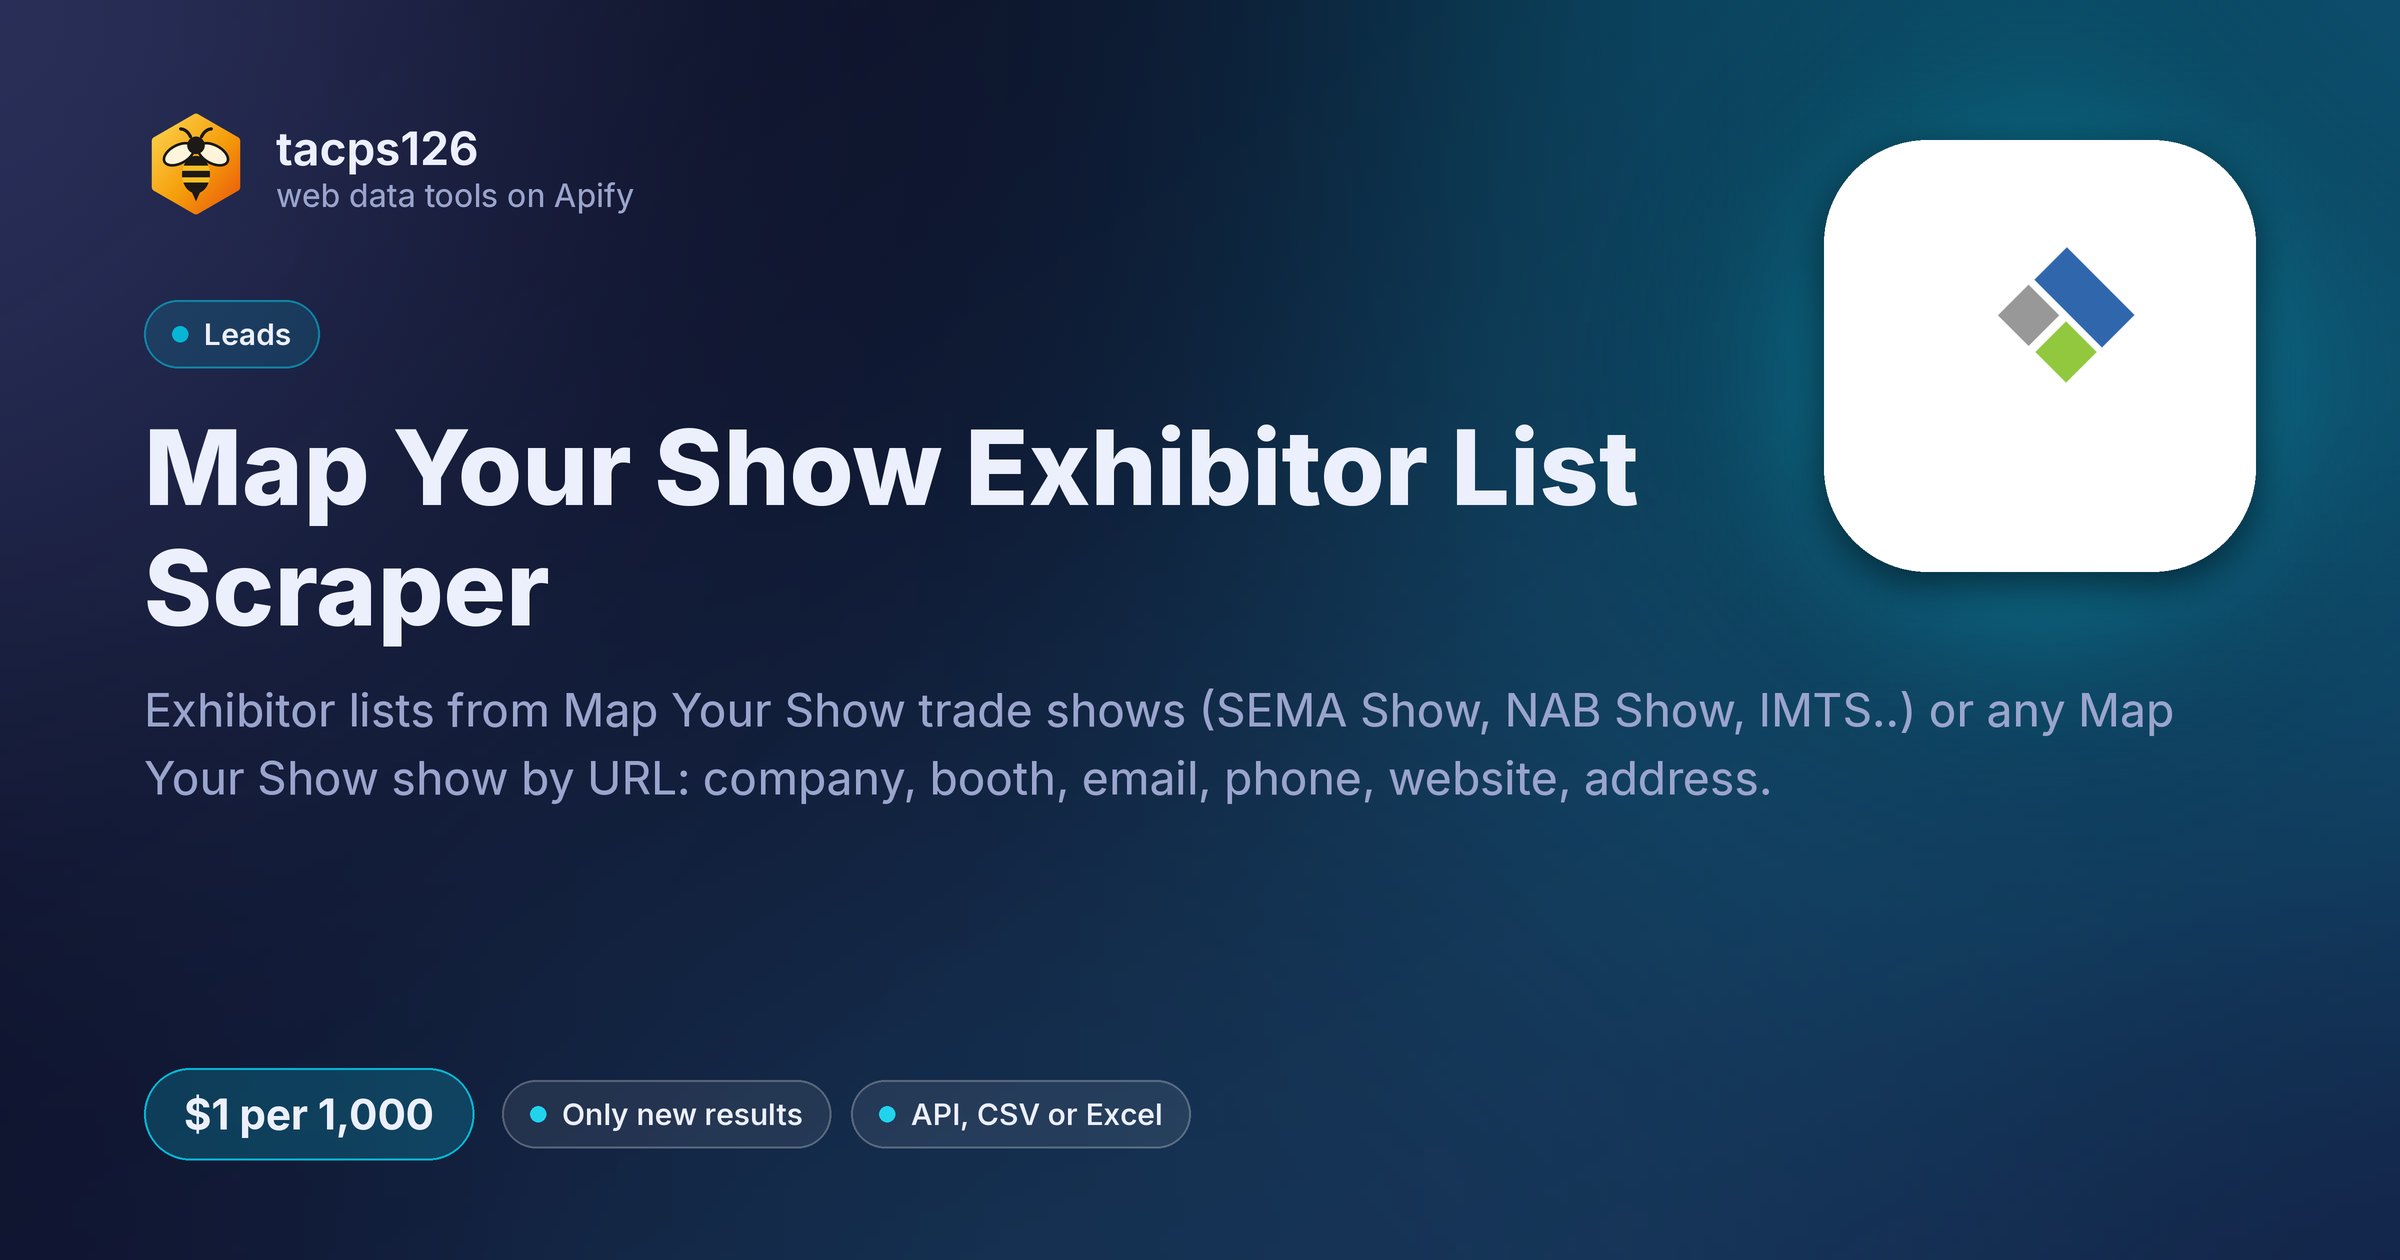 tacps126
web data tools on Apify
Leads
Map Your Show Exhibitor List
Scraper
Exhibitor lists from Map Your Show trade shows (SEMA Show, NAB Show, IMTS..) or any Map
Your Show show by URL: company, booth, email, phone, website, address.
$1 per 1,000
Only new results
API, CSV or Excel